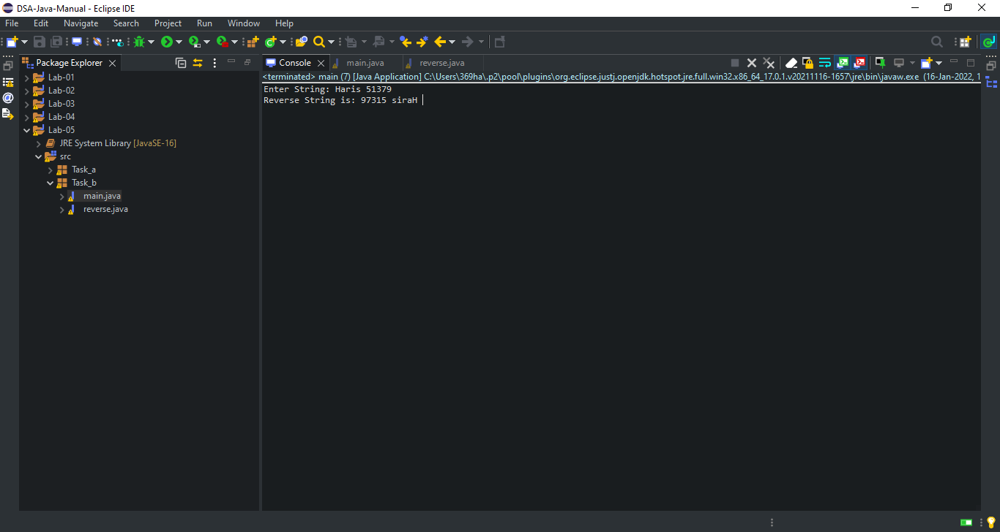 DSA-Java-Manual - Eclipse IDE
File Edit Navigate Search Project Run Window Help
Package Explorer
Console main.java reverse.java
Lab-01
Lab-02
Lab-03
Lab-04
Lab-05
JRE System Library [JavaSE-16]
src
Task_a
Task_b
main.java
reverse.java
<terminated> main (7) [Java Application] C:\Users\369ha\.p2\pool\plugins\org.eclipse.justj.openjdk.hotspot.jre.full.win32.x86_64_17.0.1.v20211116-1657\jre\bin\javaw.exe (16-Jan-2022, 1
Enter String: Haris 51379
Reverse String is: 97315 siraH